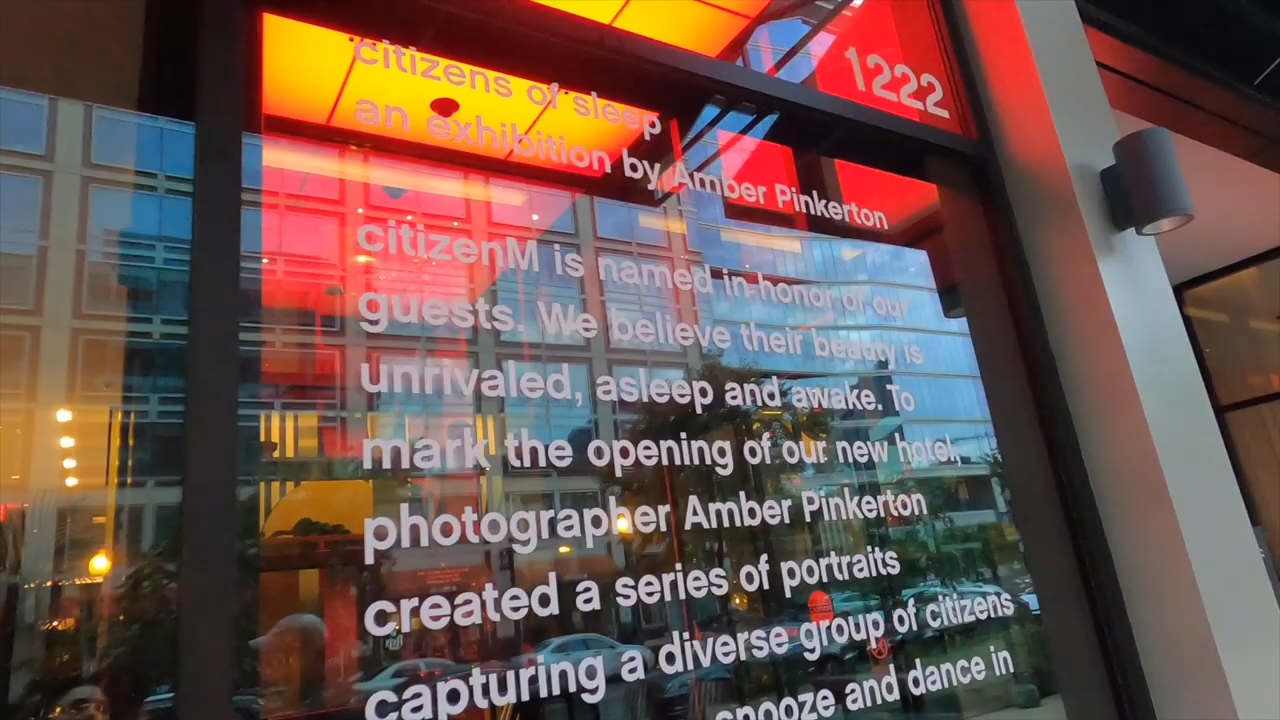 1222
citizens of sleep
an exhibition by Amber Pinkerton
citizenM is named in honor of our
guests. We believe their beauty is
unrivaled, asleep and awake. To
mark the opening of our new hotel,
photographer Amber Pinkerton
created a series of portraits
capturing a diverse group of citizens
snooze and dance in